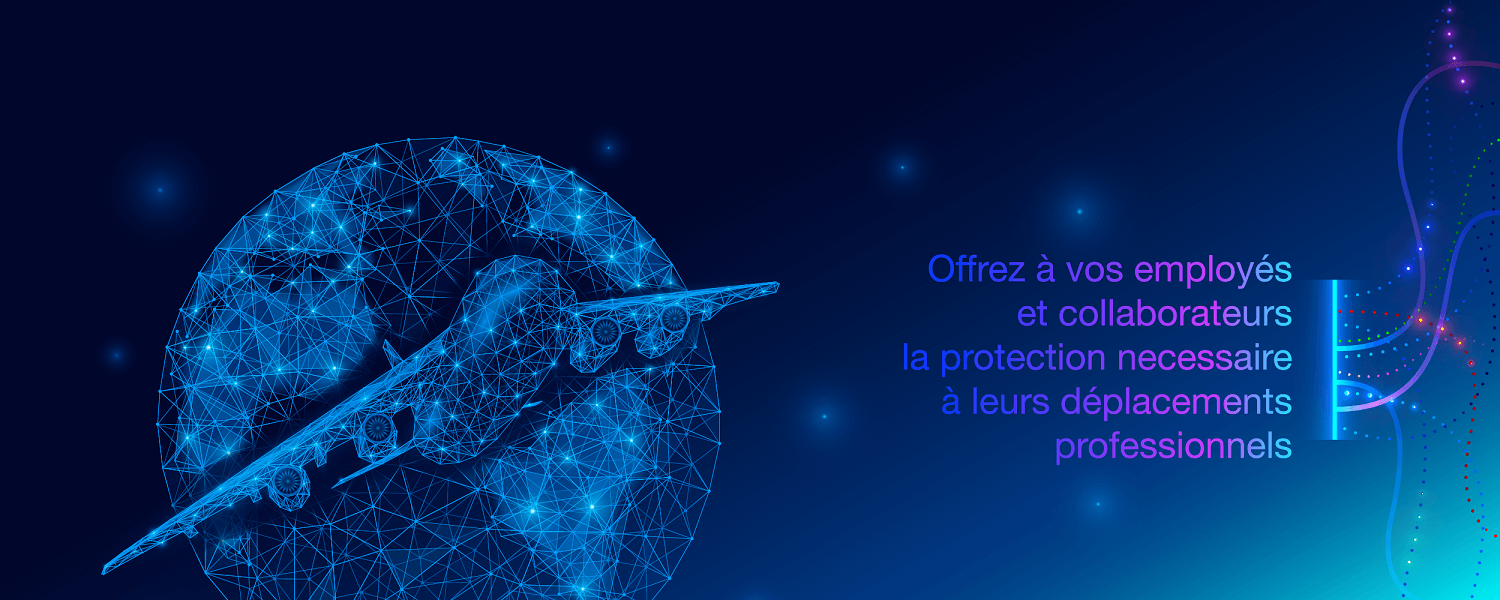 Offrez à vos employés
et collaborateurs
la protection necessaire
à leurs déplacements
professionnels